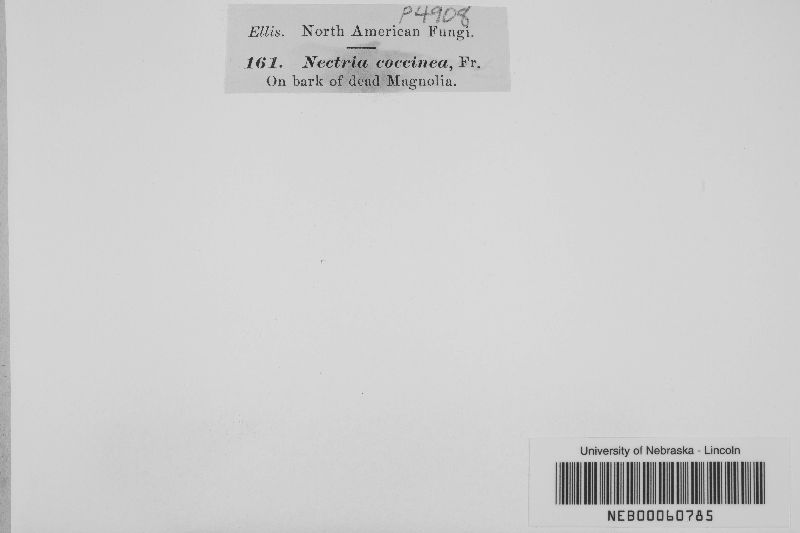 P4908
Ellis. North American Fungi.
161. Nectria coccinea, Fr.
On bark of dead Magnolia.
University of Nebraska - Lincoln
NEB00060785